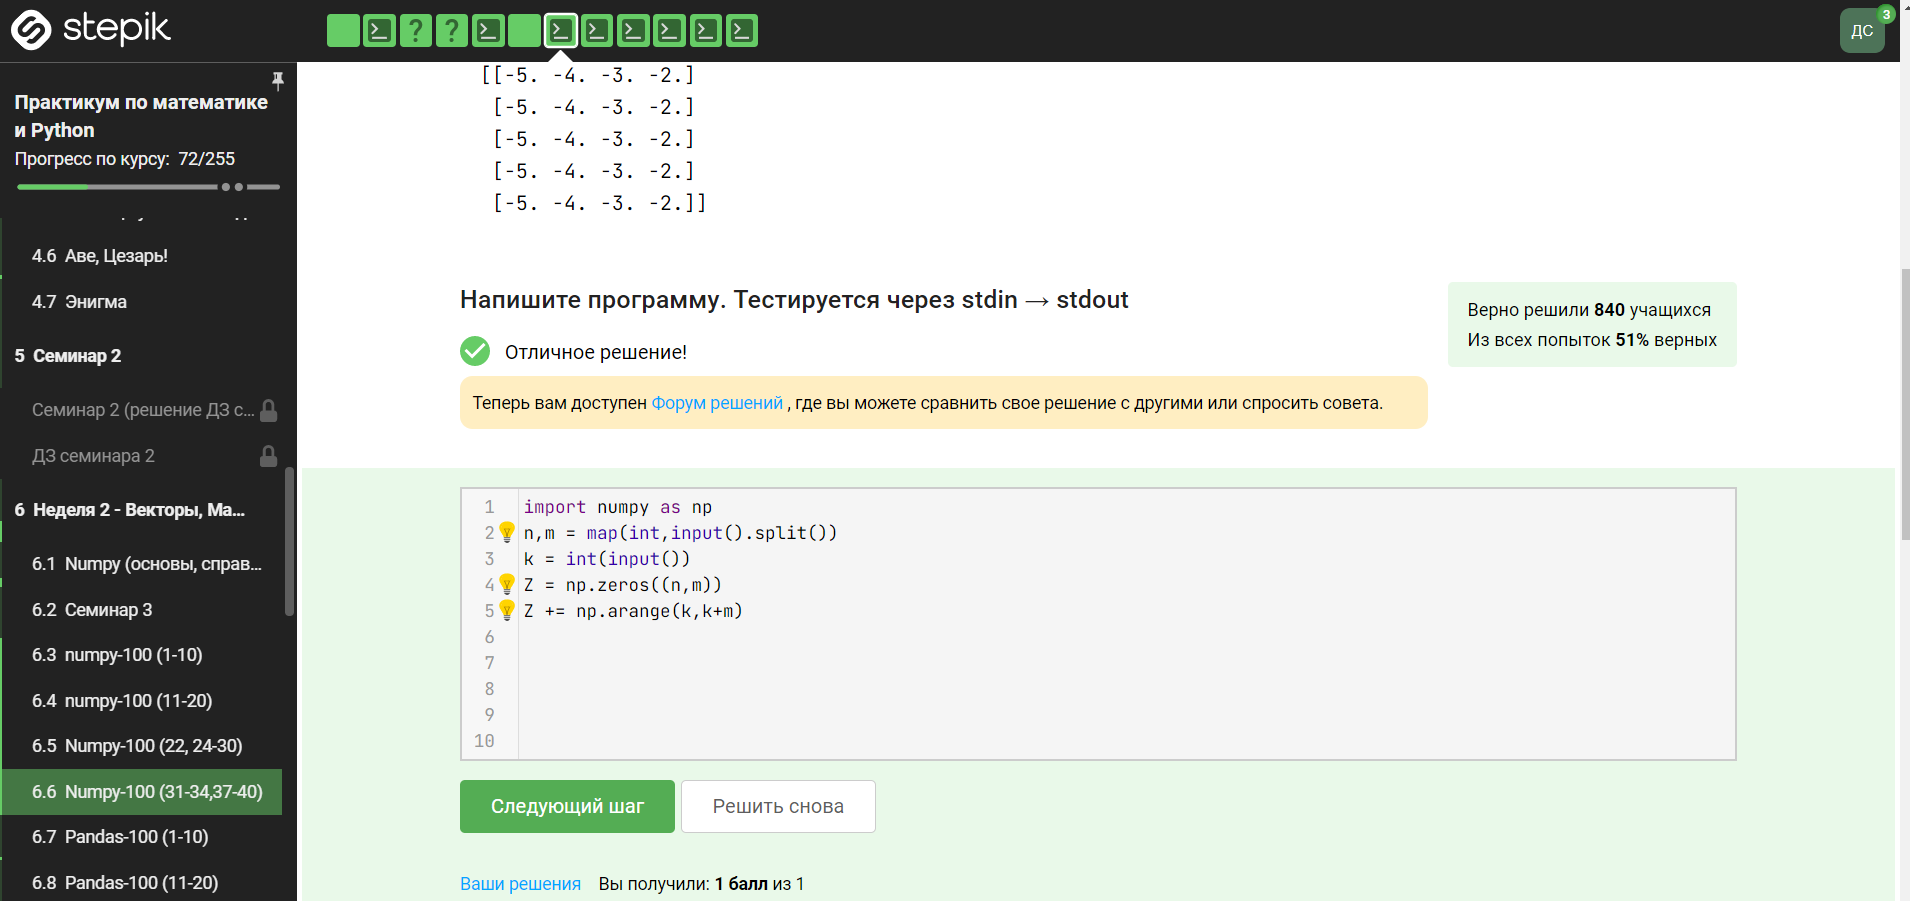 stepik
? ?
ДС
3
Практикум по математике
и Python
Прогресс по курсу: 72/255
4.6 Аве, Цезарь!
4.7 Энигма
5 Семинар 2
Семинар 2 (решение ДЗ с...
ДЗ семинара 2
6 Неделя 2 - Векторы, Ма...
6.1 Numpy (основы, справ...
6.2 Семинар 3
6.3 numpy-100 (1-10)
6.4 numpy-100 (11-20)
6.5 Numpy-100 (22, 24-30)
6.6 Numpy-100 (31-34,37-40)
6.7 Pandas-100 (1-10)
6.8 Pandas-100 (11-20)
[[-5. -4. -3. -2.]
[-5. -4. -3. -2.]
[-5. -4. -3. -2.]
[-5. -4. -3. -2.]
[-5. -4. -3. -2.]]
Напишите программу. Тестируется через stdin → stdout
Верно решили 840 учащихся
Из всех попыток 51% верных
Отличное решение!
Теперь вам доступен Форум решений , где вы можете сравнить свое решение с другими или спросить совета.
1 import numpy as np
2 n,m = map(int,input().split())
3 k = int(input())
4 Z = np.zeros((n,m))
5 Z += np.arange(k,k+m)
6
7
8
9
10
Следующий шаг
Решить снова
Ваши решения Вы получили: 1 балл из 1